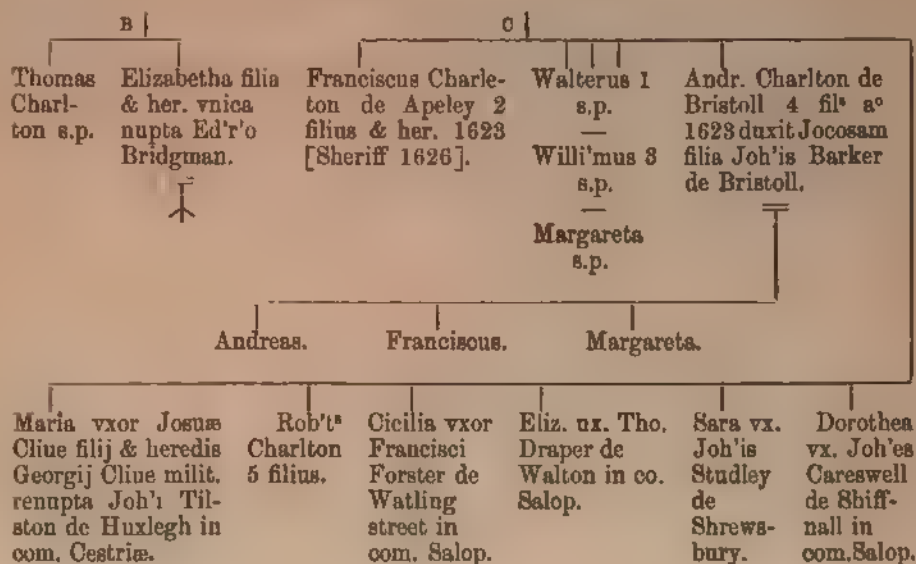 B
C
Thomas
Charl-
ton s.p.
Elizabetha filia
& her. vnica
nupta Ed'r'o
Bridgman.
Franciscus Charle-
ton de Apeley 2
filius & her. 1623
[Sheriff 1626].
Walterus 1
s.p.
—
Willi'mus 3
s.p.
—
Margareta
s.p.
Andr. Charlton de
Bristoll 4 filˢ aº
1623 duxit Jocosam
filia Joh'is Barker
de Bristoll.
Andreas.
Franciscus.
Margareta.
Maria vxor Josuæ
Cliue filij & heredis
Georgij Cliue milit.
renupta Joh'i Til-
ston de Huxlegh in
com. Cestriæ.
Rob'tˢ
Charlton
5 filius.
Cicilia vxor
Francisci
Forster de
Watling
street in
com. Salop.
Eliz. ux. Tho.
Draper de
Walton in co.
Salop.
Sara vx.
Joh'is
Studley
de
Shrews-
bury.
Dorothea
vx. Joh'es
Careswell
de Shiff-
nall in
com. Salop.